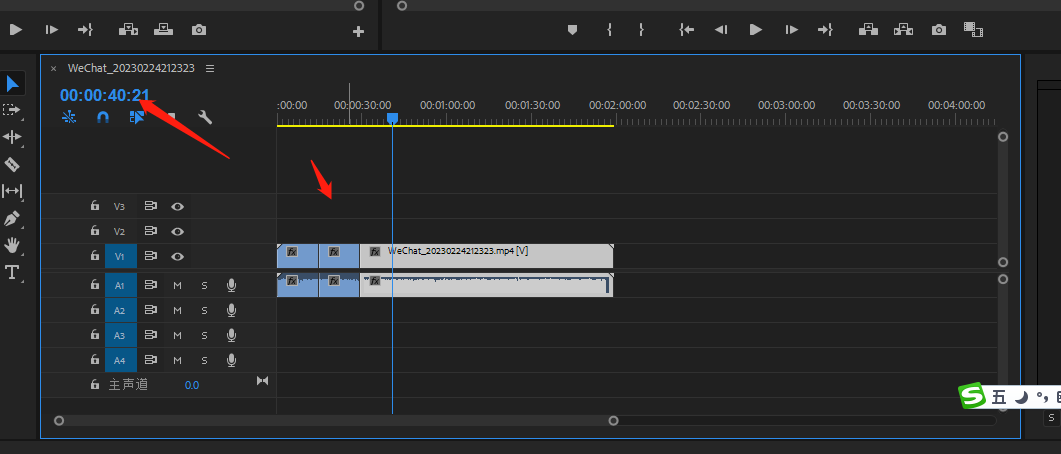 WeChat_20230224212323
00:00:40:21
:00:00 00:00:30:00 00:01:00:00 00:01:30:00 00:02:00:00 00:02:30:00 00:03:00:00 00:03:30:00 00:04:00:00
V3
V2
V1 fx fx fx WeChat_20230224212323.mp4 [V]
A1 M S fx fx fx
A2 M S
A3 M S
A4 M S
主声道 0.0
S 五
S
T